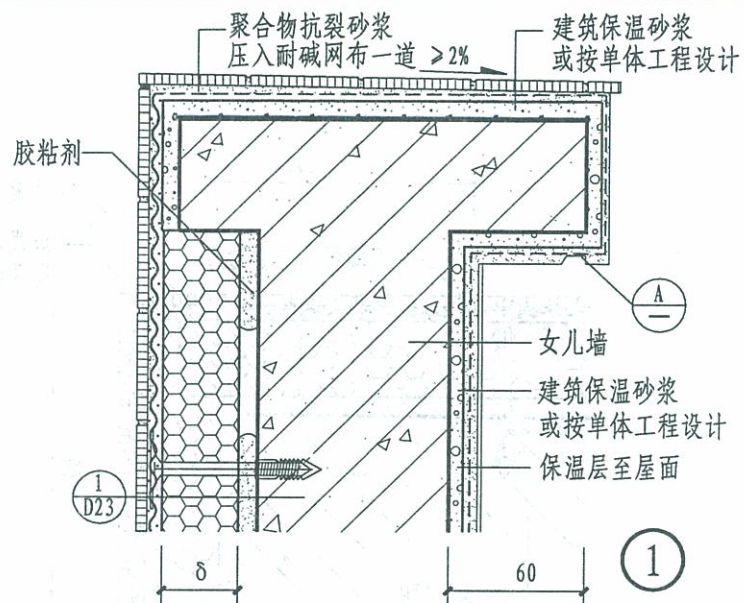 聚合物抗裂砂浆
压入耐碱网布一道 ≥2%
建筑保温砂浆
或按单体工程设计
胶粘剂
A
—
女儿墙
建筑保温砂浆
或按单体工程设计
保温层至屋面
1
D23
δ
60
1